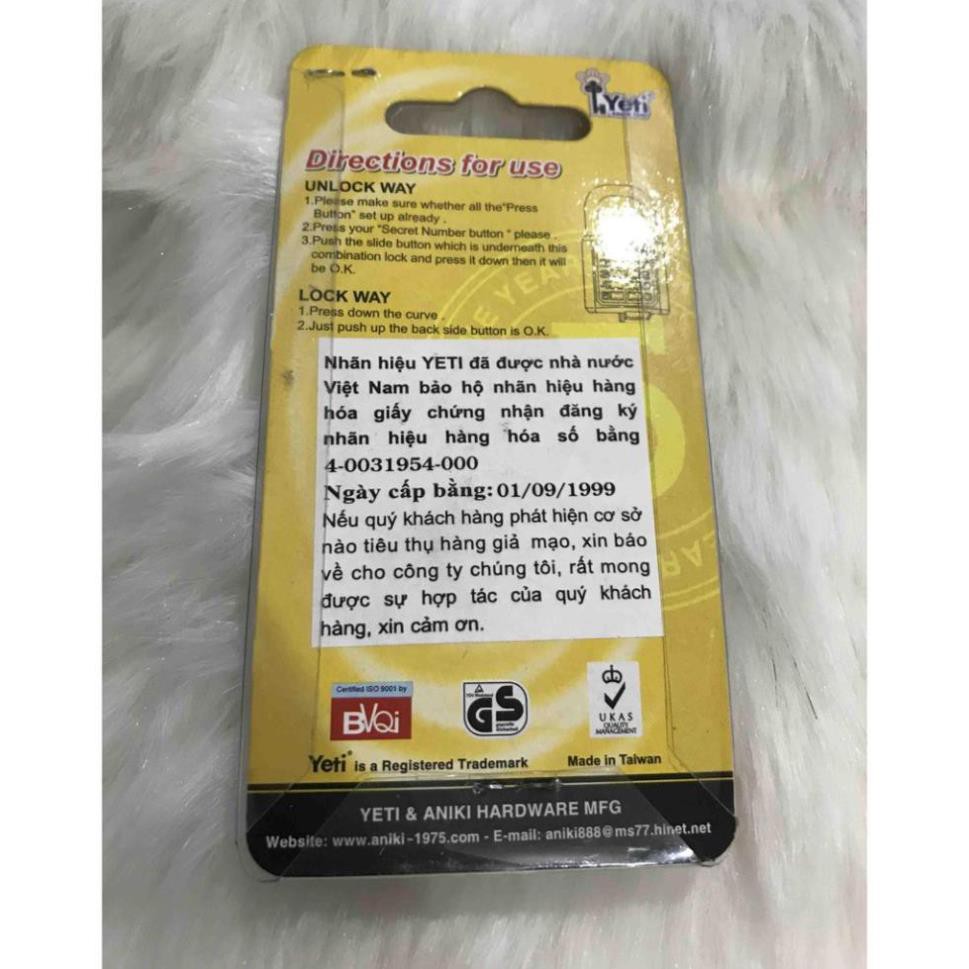 Yeti
Directions for use
UNLOCK WAY
1.Please make sure whether all the"Press
Button" set up already .
2.Press your "Secret Number button " please .
3.Push the slide button which is underneath this
combination lock and press it down then it will
be O.K.
LOCK WAY
1.Press down the curve .
2.Just push up the back side button is O.K.
Nhãn hiệu YETI đã được nhà nước
Việt Nam bảo hộ nhãn hiệu hàng
hóa giấy chứng nhận đăng ký
nhãn hiệu hàng hóa số bằng
4-0031954-000
Ngày cấp bằng: 01/09/1999
Nếu quý khách hàng phát hiện cơ sở
nào tiêu thụ hàng giả mạo, xin báo
về cho công ty chúng tôi, rất mong
được sự hợp tác của quý khách
hàng, xin cảm ơn.
Certified ISO 9001 by
BVQi
GS
geprüfte
Sicherheit
UKAS
QUALITY
MANAGEMENT
Yeti® is a Registered Trademark
Made in Taiwan
YETI & ANIKI HARDWARE MFG
Website: www.aniki-1975.com - E-mail: aniki888@ms77.hinet.net